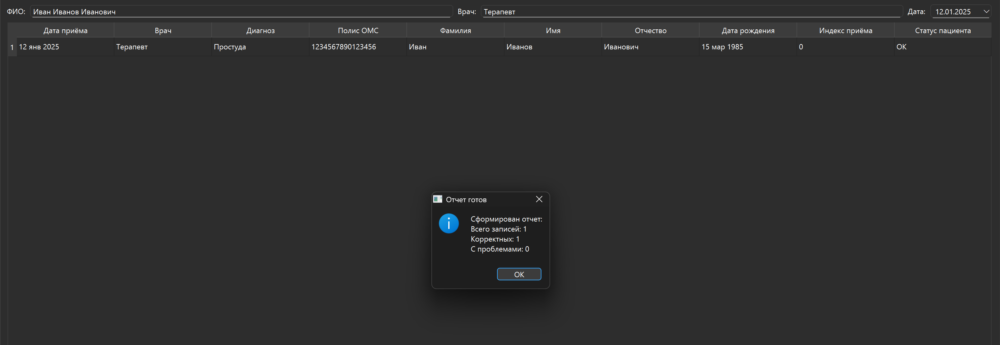 ФИО: Иван Иванов Иванович Врач: Терапевт Дата: 12.01.2025
Дата приёма Врач Диагноз Полис ОМС Фамилия Имя Отчество Дата рождения Индекс приёма Статус пациента
1 12 янв 2025 Терапевт Простуда 1234567890123456 Иван Иванов Иванович 15 мар 1985 0 ОК
Отчет готов
Сформирован отчет:
Всего записей: 1
Корректных: 1
С проблемами: 0
ОК